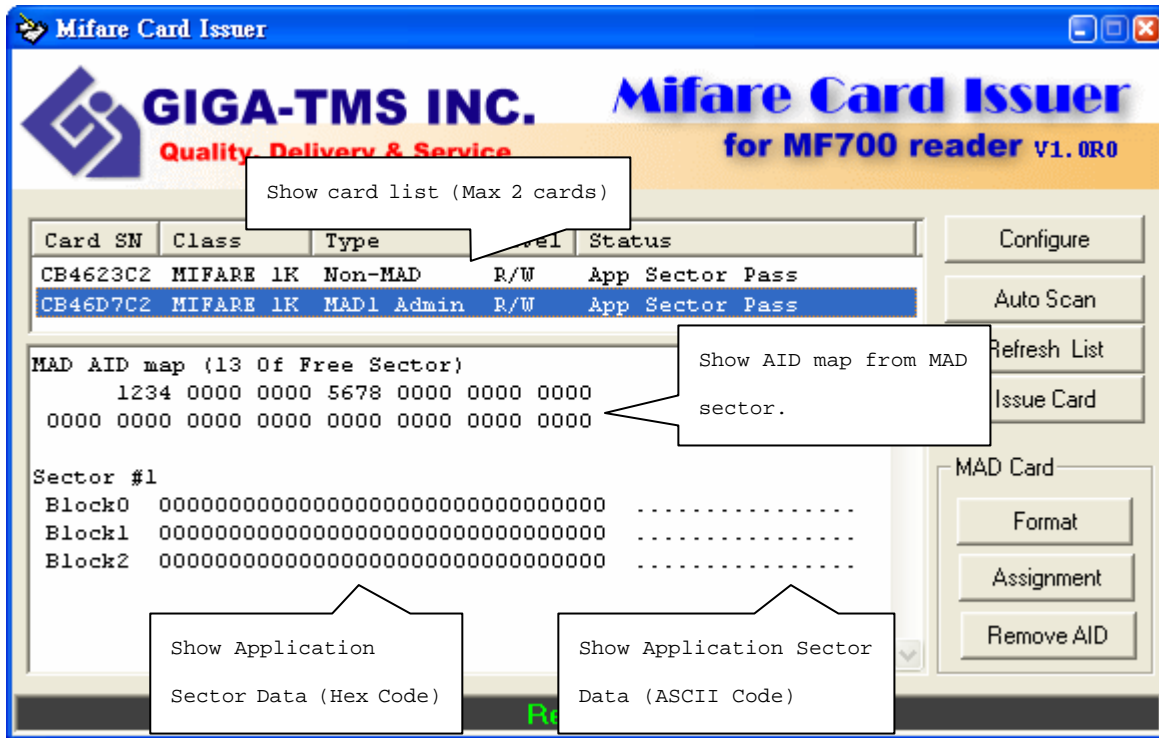 Mifare Card Issuer
GIGA-TMS INC.
Quality, Delivery & Service
Mifare Card Issuer
for MF700 reader V1.0R0
Show card list (Max 2 cards)
Card SN Class Type Status
CB4623C2 MIFARE 1K Non-MAD R/W App Sector Pass
CB46D7C2 MIFARE 1K MAD1 Admin R/W App Sector Pass
Configure
Auto Scan
Refresh List
Issue Card
MAD AID map (13 Of Free Sector)
1234 0000 0000 5678 0000 0000 0000
0000 0000 0000 0000 0000 0000 0000 0000
Show AID map from MAD
sector.
Sector #1
Block0 00000000000000000000000000000000 ................
Block1 00000000000000000000000000000000 ................
Block2 00000000000000000000000000000000 ................
MAD Card
Format
Assignment
Remove AID
Show Application
Sector Data (Hex Code)
Show Application Sector
Data (ASCII Code)